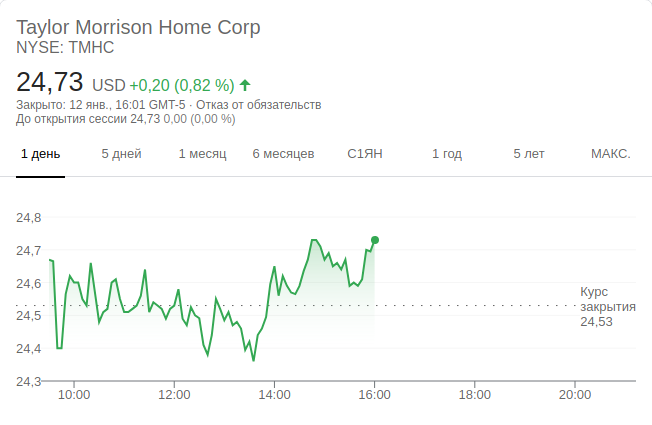 Taylor Morrison Home Corp
NYSE: TMHC
24,73 USD +0,20 (0,82 %)
Закрыто: 12 янв., 16:01 GMT-5 · Отказ от обязательств
До открытия сессии 24,73 0,00 (0,00 %)
1 день 5 дней 1 месяц 6 месяцев С1ЯН 1 год 5 лет МАКС.
24,8
24,7
24,6
24,5
24,4
24,3
Курс
закрытия
24,53
10:00 12:00 14:00 16:00 18:00 20:00